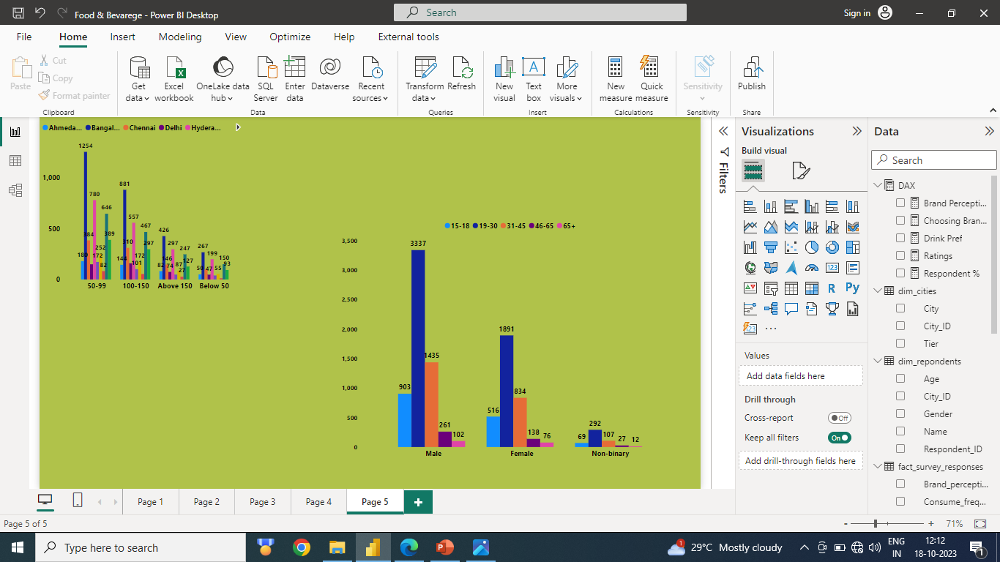 Food & Bevarege - Power BI Desktop
Search
Sign in
File Home Insert Modeling View Optimize Help External tools
Paste
Cut
Copy
Format painter
Get data
Excel workbook
OneLake data hub
SQL Server
Enter data
Dataverse
Recent sources
Transform data
Refresh
New visual
Text box
More visuals
New measure
Quick measure
Sensitivity
Publish
Clipboard Data Queries Insert Calculations Sensitivity Share
Ahmeda... Bangal... Chennai Delhi Hydera...
1,000
500
0
1254
780
646
384
389
180
252
172
82
881
557
467
310
297
144
172
101
426
297
247
146
127
82
74
87
27
267
199
150
93
50
47
55
50-99 100-150 Above 150 Below 50
15-18 19-30 31-45 46-65 65+
3,500
3,000
2,500
2,000
1,500
1,000
500
0
903 3337 1435 261 102
516 1891 834 138 76
69 292 107 27 12
Male Female Non-binary
Filters
Visualizations
Build visual
R
Py
123
123
Values
Add data fields here
Drill through
Cross-report Off
Keep all filters On
Add drill-through fields here
Data
Search
DAX
Brand Percepti...
Choosing Bran...
Drink Pref
Ratings
Respondent %
dim_cities
City
City_ID
Tier
dim_repondents
Age
City_ID
Gender
Name
Respondent_ID
fact_survey_responses
Brand_percepti...
Consume_freq...
Page 1 Page 2 Page 3 Page 4 Page 5 +
Page 5 of 5
- + 71%
Type here to search
1
29°C Mostly cloudy
ENG
IN
12:12
18-10-2023
1